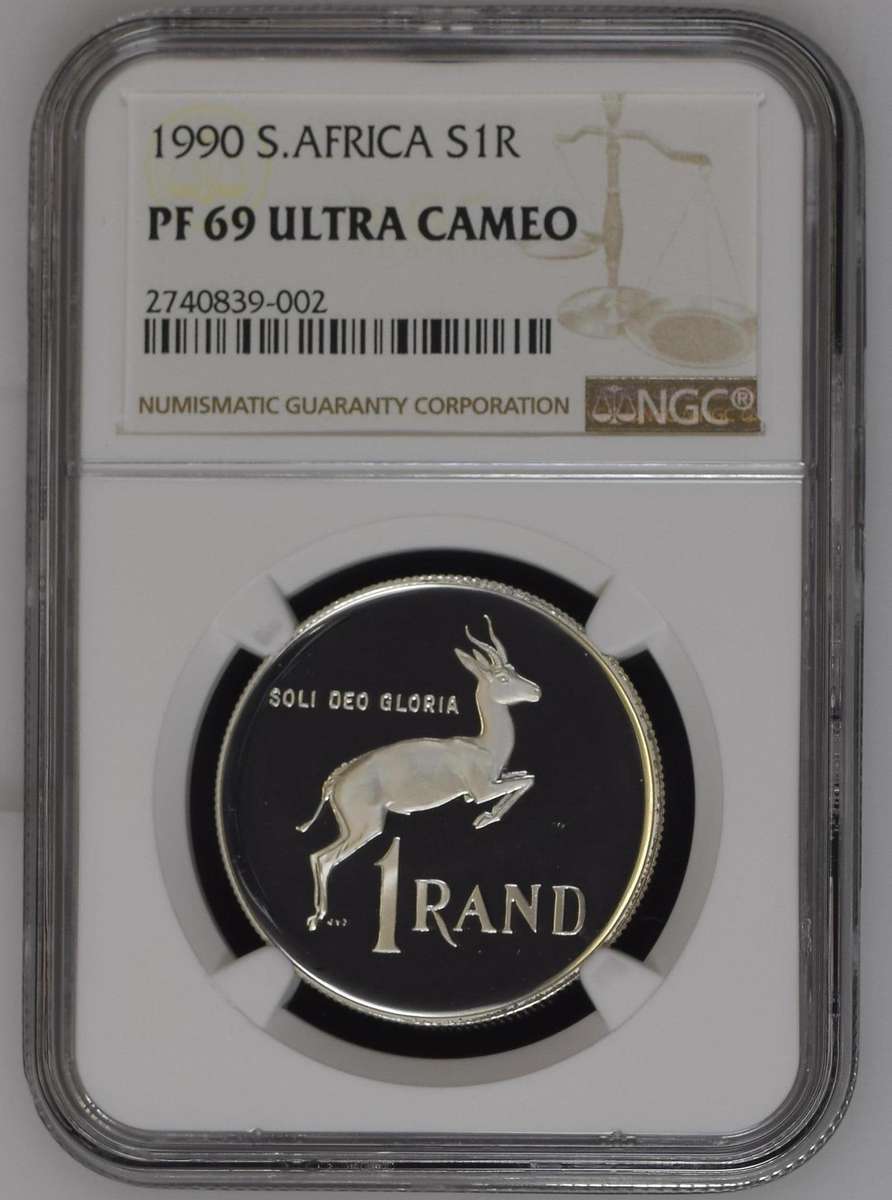 1990 S.AFRICA S1R
PF 69 ULTRA CAMEO
2740839-002
NUMISMATIC GUARANTY CORPORATION
NGC®
SOLI DEO GLORIA
1 RAND